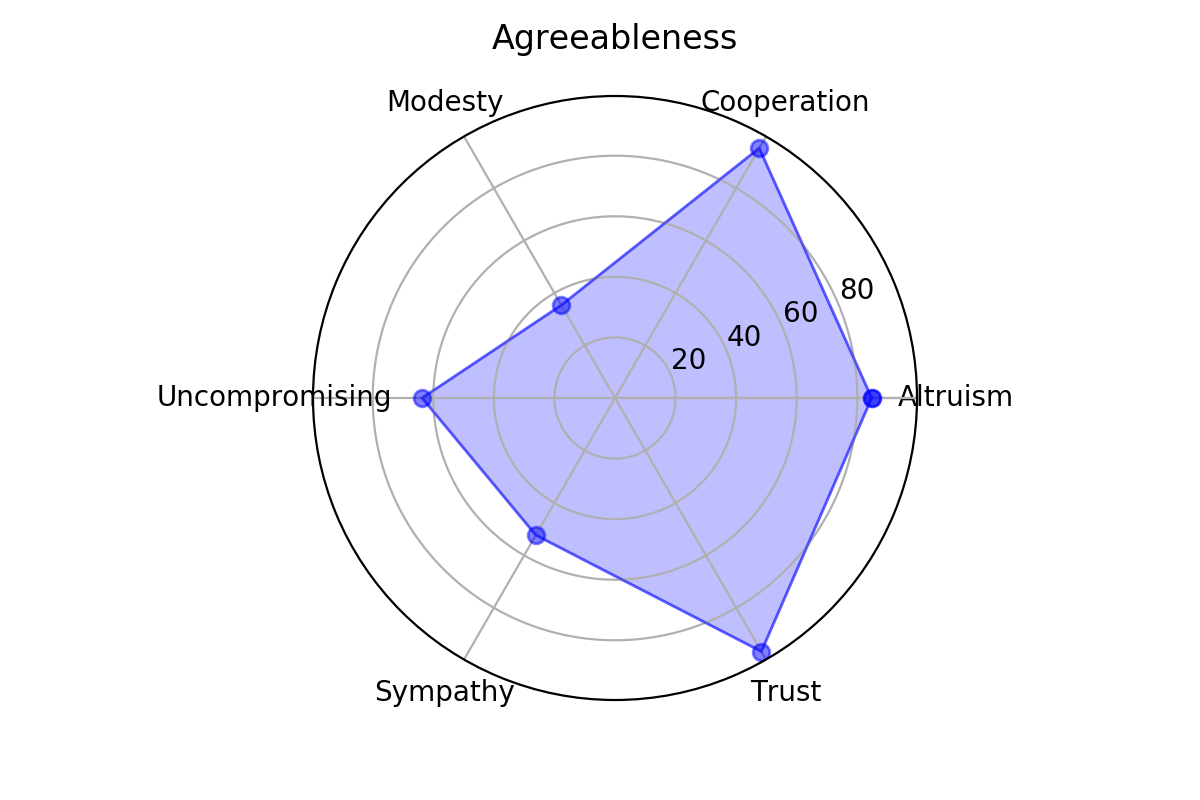 Agreeableness
Modesty
Cooperation
80
60
40
20
Uncompromising
Altruism
Sympathy
Trust